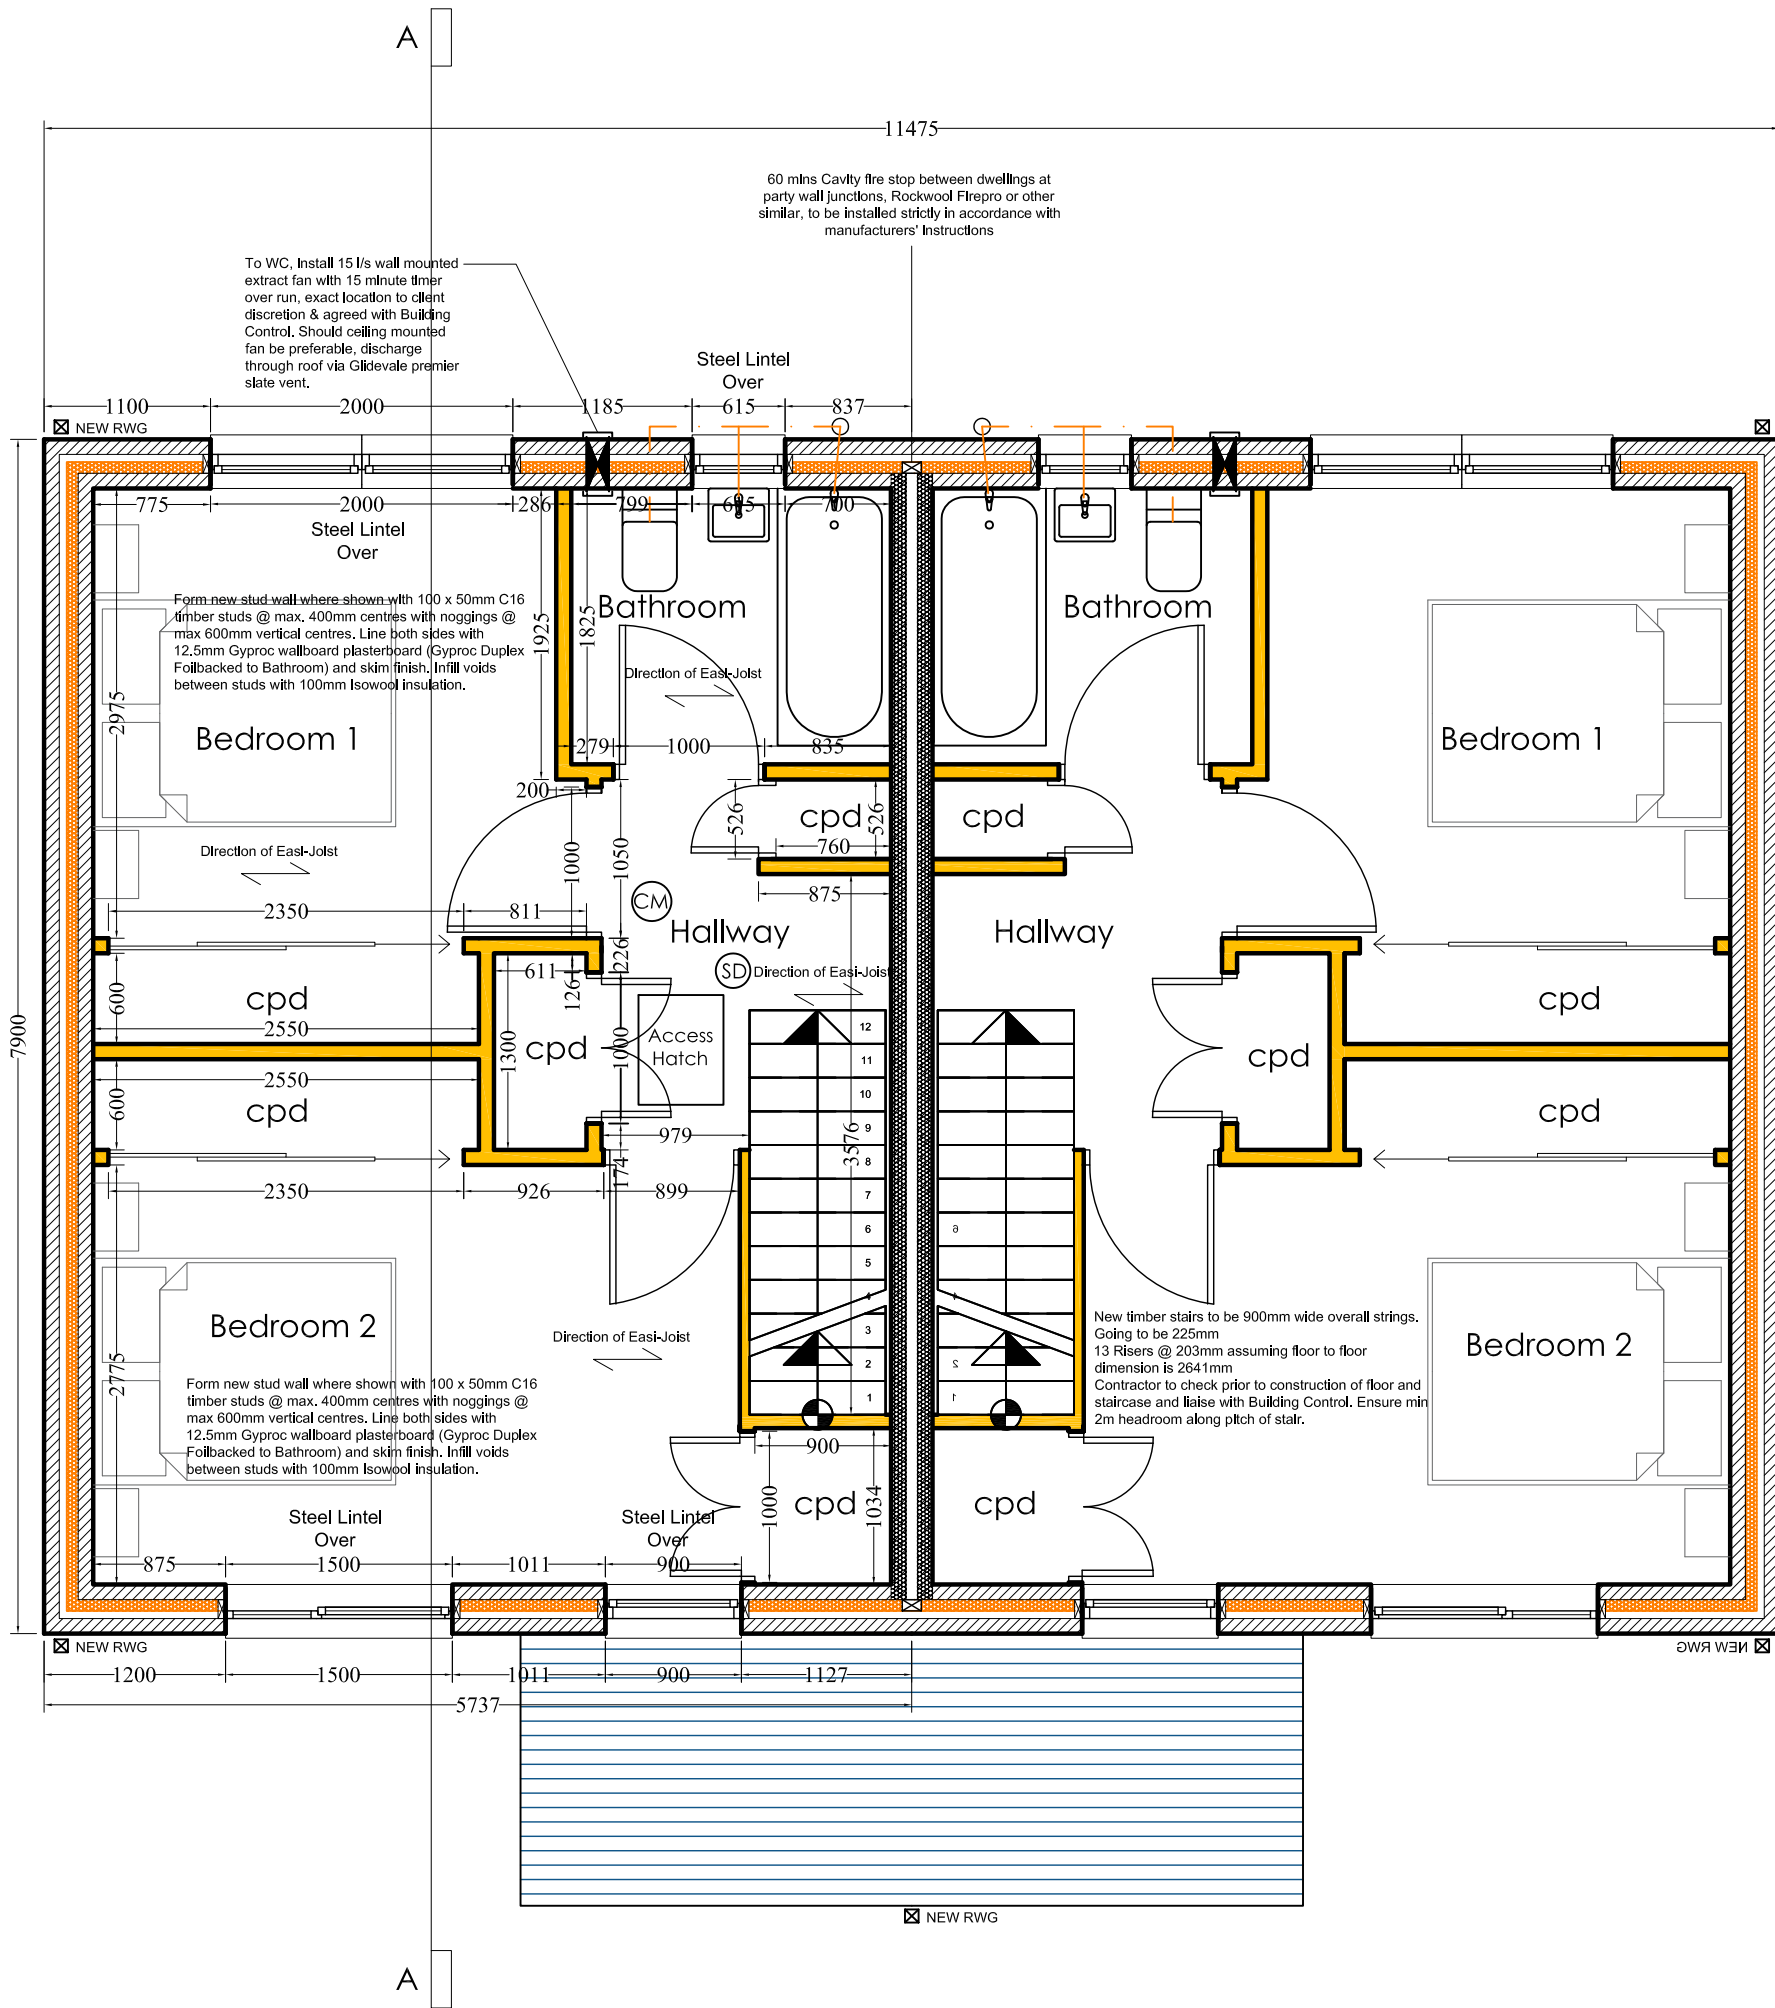 A
11475
60 mins Cavity fire stop between dwellings at
party wall junctions, Rockwool Firepro or other
similar, to be installed strictly in accordance with
manufacturers' instructions
To WC, Install 15 l/s wall mounted
extract fan with 15 minute timer
over run, exact location to client
discretion & agreed with Building
Control. Should ceiling mounted
fan be preferable, discharge
through roof via Glidevale premier
slate vent.
Steel Lintel
Over
1100 2000 1185 615 837
NEW RWG
775 2000 286 799 615 700
Steel Lintel
Over
Form new stud wall where shown with 100 x 50mm C16
timber studs @ max. 400mm centres with noggings @
max 600mm vertical centres. Line both sides with
12.5mm Gyproc wallboard plasterboard (Gyproc Duplex
Foilbacked to Bathroom) and skim finish. Infill voids
between studs with 100mm Isowool insulation.
Bathroom Bathroom
1925 1825
Direction of Easi-Joist
2975
Bedroom 1 Bedroom 1
279 1000 835
200
526 cpd 526 cpd
760
Direction of Easi-Joist
1000 1050
875
CM
2350 811
Hallway Hallway
226
SD Direction of Easi-Joist
611
126
600 cpd cpd
2550
7900
1300 cpd 1000
Access
Hatch
cpd
12
11
10
9
8
7
6
5
4
3
2
1
6
4
2
1
2550
600 cpd cpd
979
3576
174
2350 926 899
2775
Bedroom 2 Bedroom 2
Direction of Easi-Joist
New timber stairs to be 900mm wide overall strings.
Going to be 225mm
13 Risers @ 203mm assuming floor to floor
dimension is 2641mm
Contractor to check prior to construction of floor and
staircase and liaise with Building Control. Ensure min
2m headroom along pitch of stair.
Form new stud wall where shown with 100 x 50mm C16
timber studs @ max. 400mm centres with noggings @
max 600mm vertical centres. Line both sides with
12.5mm Gyproc wallboard plasterboard (Gyproc Duplex
Foilbacked to Bathroom) and skim finish. Infill voids
between studs with 100mm Isowool insulation.
900
1000 cpd 1034 cpd
Steel Lintel
Over
Steel Lintel
Over
875 1500 1011 900
NEW RWG NEW RWG
1200 1500 1011 900 1127
5737
NEW RWG
A